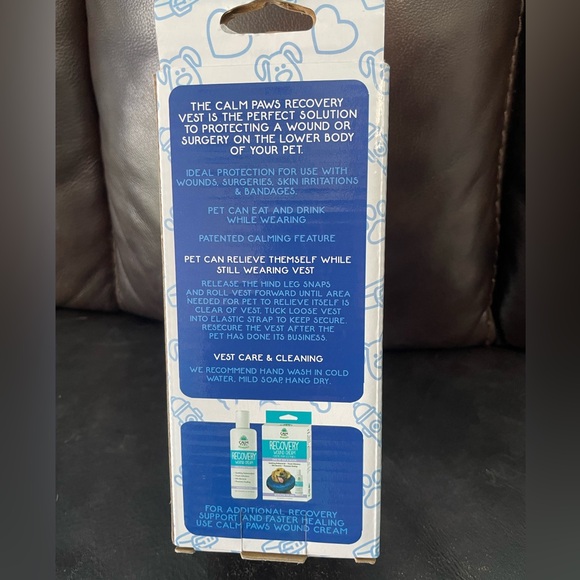 THE CALM PAWS RECOVERY
VEST IS THE PERFECT SOLUTION
TO PROTECTING A WOUND OR
SURGERY ON THE LOWER BODY
OF YOUR PET.
IDEAL PROTECTION FOR USE WITH
WOUNDS, SURGERIES, SKIN IRRITATIONS
& BANDAGES.
PET CAN EAT AND DRINK
WHILE WEARING
PATENTED CALMING FEATURE
PET CAN RELIEVE THEMSELF WHILE
STILL WEARING VEST
RELEASE THE HIND LEG SNAPS
AND ROLL VEST FORWARD UNTIL AREA
NEEDED FOR PET TO RELIEVE ITSELF IS
CLEAR OF VEST. TUCK LOOSE VEST
INTO ELASTIC STRAP TO KEEP SECURE.
RESECURE THE VEST AFTER THE
PET HAS DONE ITS BUSINESS.
VEST CARE & CLEANING
WE RECOMMEND HAND WASH IN COLD
WATER, MILD SOAP, HANG DRY.
CALM
RECOVERY
WOUND CREAM
CALM
RECOVERY
WOUND CREAM
FOR ADDITIONAL RECOVERY
SUPPORT AND FASTER HEALING
USE CALM PAWS WOUND CREAM